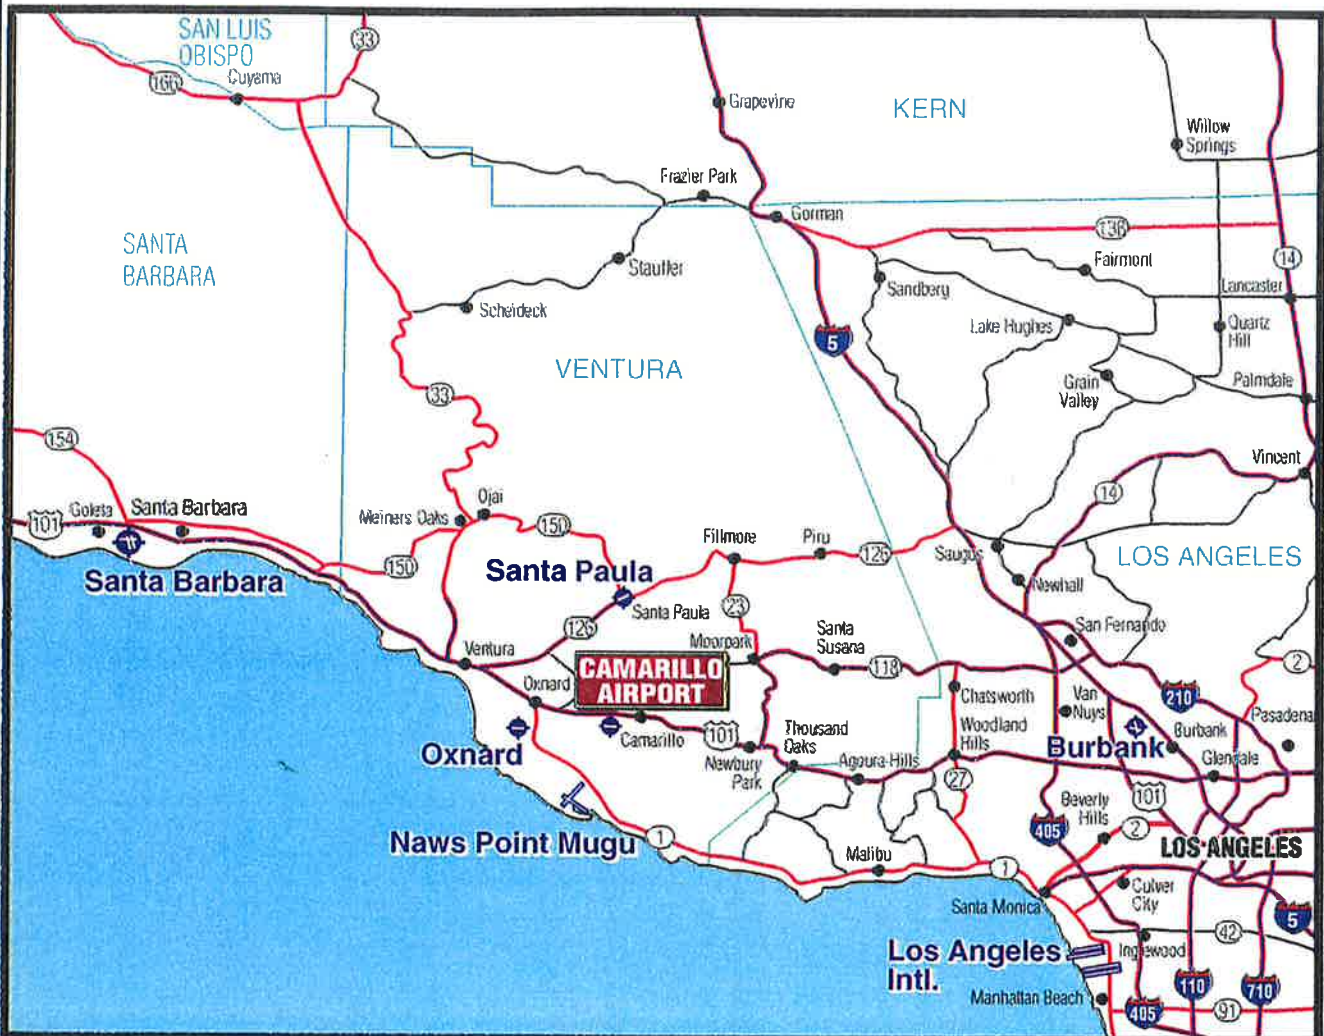 SAN LUIS
OBISPO
33
166
Cuyama
Grapevine
KERN
Willow
Springs
Frazier Park
Gorman
138
SANTA
BARBARA
Stauffer
Fairmont
14
Sandberg
Lancaster
Scheideck
Lake Hughes
Quartz
Hill
5
VENTURA
Grain
Valley
Palmdale
33
154
Vincent
14
101
Goleta
Santa Barbara
Meiners Oaks
Ojai
150
Fillmore
Piru
126
Saugus
LOS ANGELES
Santa Barbara
150
Santa Paula
Newhall
Santa Paula
23
126
San Fernando
Santa
Susana
Moorpark
118
2
Ventura
CAMARILLO
AIRPORT
Oxnard
Chatsworth
Van
Nuys
210
Pasadena
Camarillo
101
Thousand
Oaks
Woodland
Hills
Burbank
Burbank
Oxnard
Newbury
Park
Agoura Hills
Glendale
27
101
Beverly
Hills
405
2
Naws Point Mugu
1
Malibu
LOS ANGELES
1
Culver
City
Santa Monica
5
42
Los Angeles
Intl.
Inglewood
110
710
Manhattan Beach
405
91